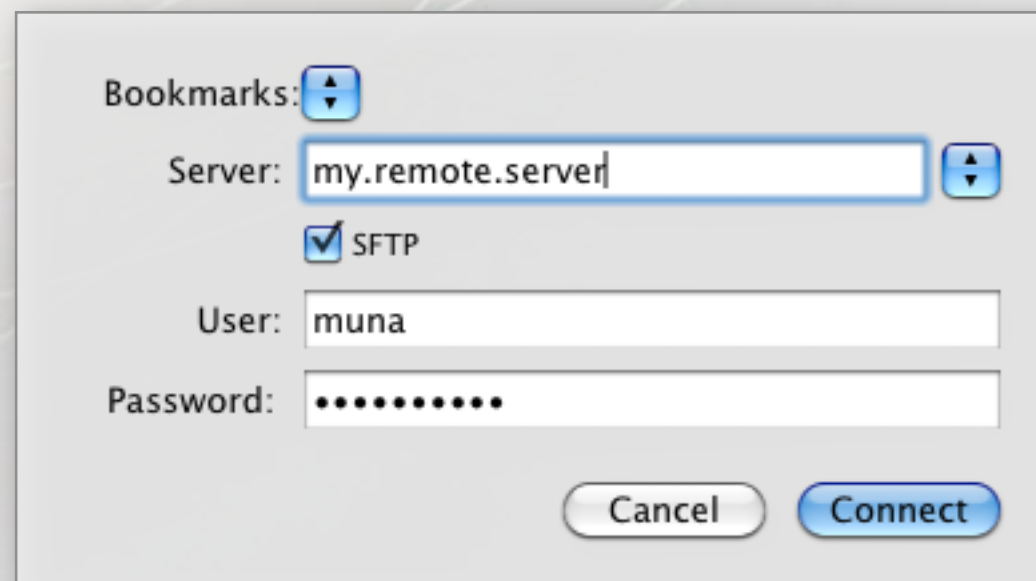 Bookmarks:
Server: my.remote.server
SFTP
User: muna
Password: ••••••••••
Cancel Connect